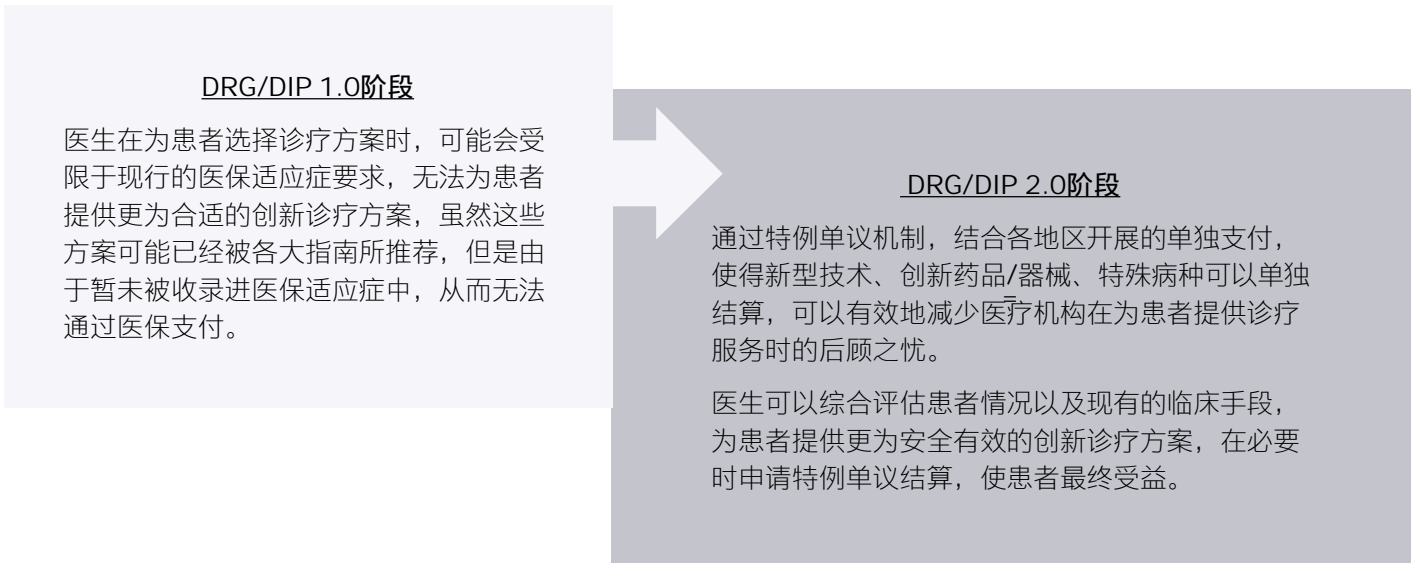 DRG/DIP 1.0阶段
医生在为患者选择诊疗方案时，可能会受
限于现行的医保适应症要求，无法为患者
提供更为合适的创新诊疗方案，虽然这些
方案可能已经被各大指南所推荐，但是由
于暂未被收录进医保适应症中，从而无法
通过医保支付。
DRG/DIP 2.0阶段
通过特例单议机制，结合各地区开展的单独支付，
使得新型技术、创新药品/器械、特殊病种可以单独
结算，可以有效地减少医疗机构在为患者提供诊疗
服务时的后顾之忧。
医生可以综合评估患者情况以及现有的临床手段，
为患者提供更为安全有效的创新诊疗方案，在必要
时申请特例单议结算，使患者最终受益。